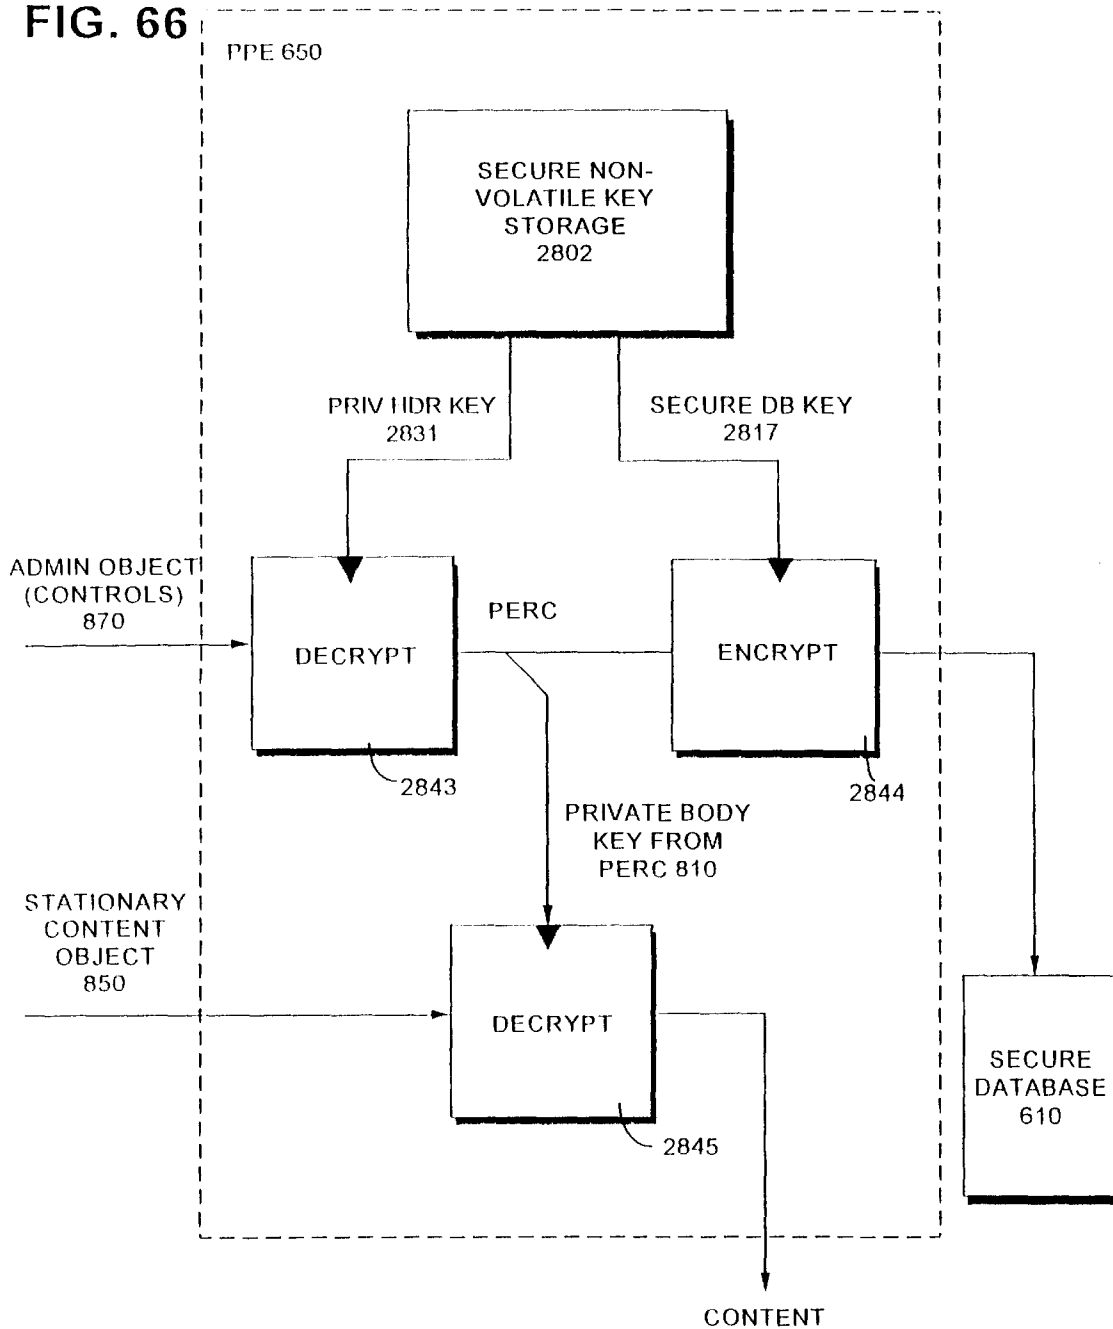 FIG. 66
PPE 650
SECURE NON-
VOLATILE KEY
STORAGE
2802
PRIV HDR KEY
2831
SECURE DB KEY
2817
ADMIN OBJECT
(CONTROLS)
870
DECRYPT
PERC
ENCRYPT
2843
2844
PRIVATE BODY
KEY FROM
PERC 810
STATIONARY
CONTENT
OBJECT
850
DECRYPT
2845
SECURE
DATABASE
610
CONTENT